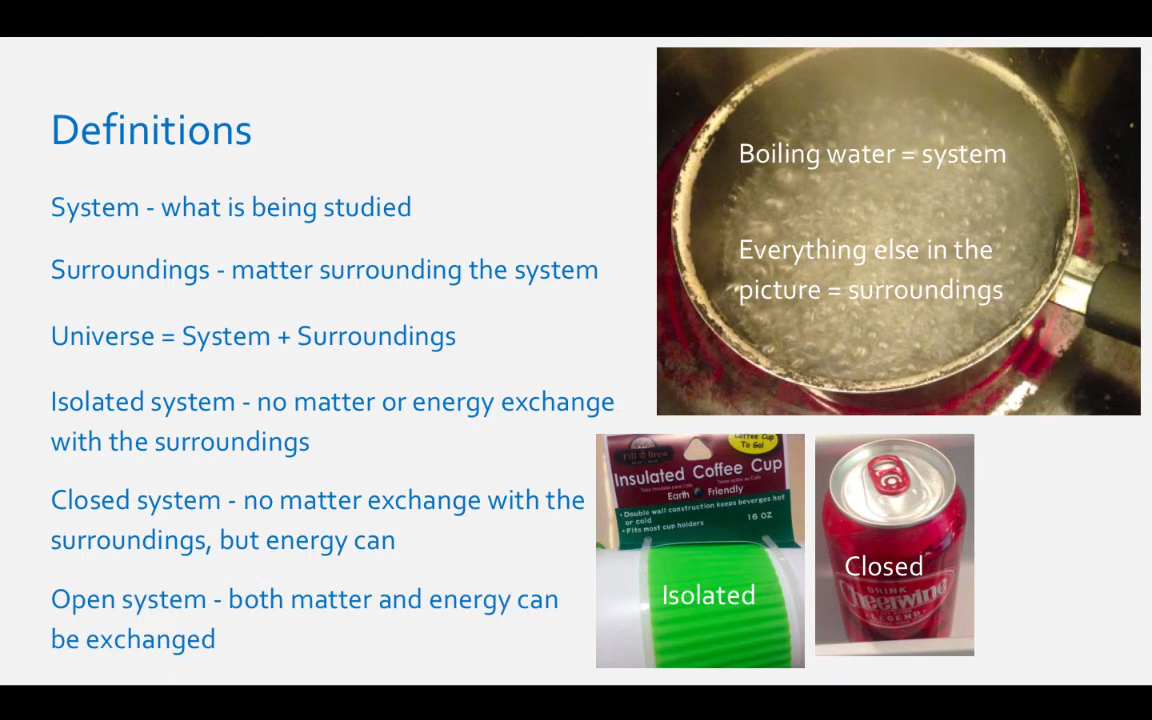 Definitions
System - what is being studied
Surroundings - matter surrounding the system
Universe = System + Surroundings
Isolated system - no matter or energy exchange
with the surroundings
Closed system - no matter exchange with the
surroundings, but energy can
Open system - both matter and energy can
be exchanged
Boiling water = system
Everything else in the
picture = surroundings
Fill & Brew
Coffee Cup
To Go!
Insulated Coffee Cup
Earth Friendly
• Double wall construction keeps beverges hot
or cold
• Fits most cup holders
16 OZ
Isolated
Closed
DRINK
Cheerwine
LEGEND